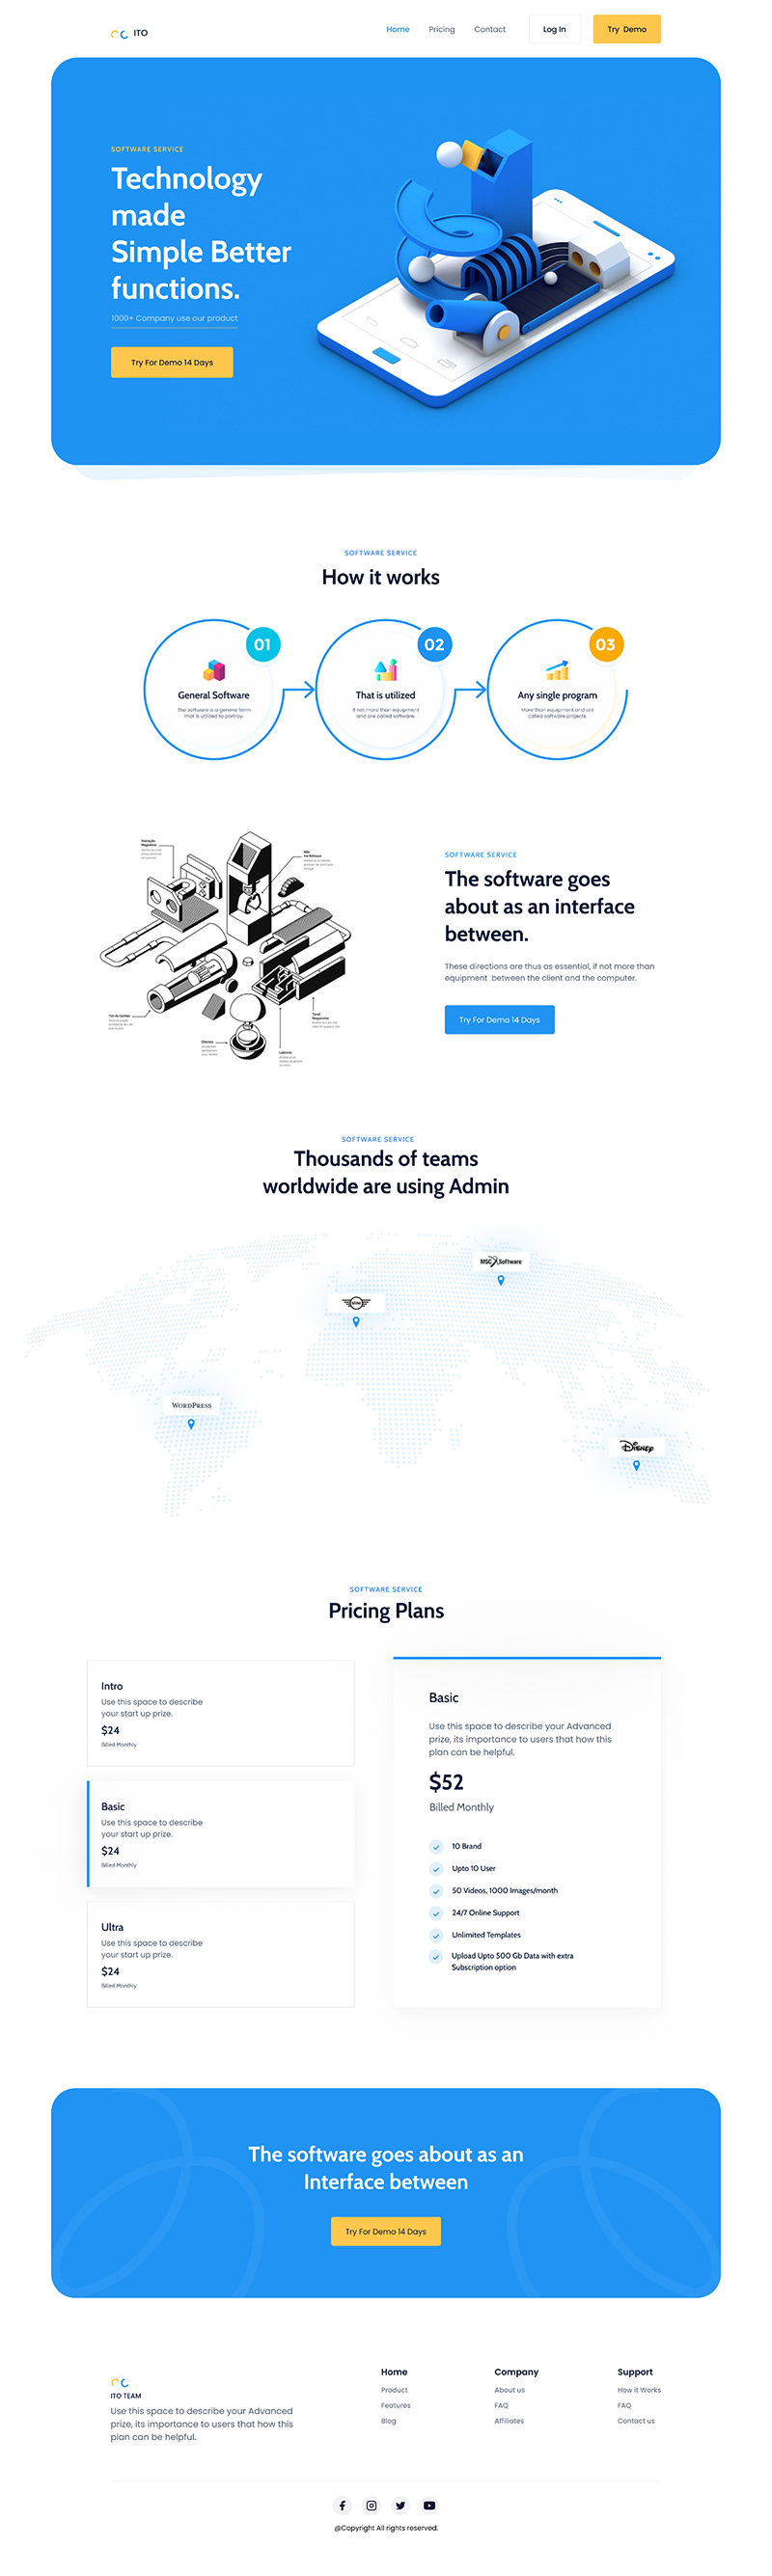 ITO
Home
Pricing
Contact
Log In
Try Demo
SOFTWARE SERVICE
Technology
made
Simple Better
functions.
1000+ Company use our product
Try For Demo 14 Days
SOFTWARE SERVICE
How it works
01
02
03
General Software
The software is a general term
that is utilized to portray.
That is utilized
If not more than equipment
and are called software.
Any single program
More than equipment and are
called software projects.
SOFTWARE SERVICE
The software goes
about as an interface
between.
These directions are thus as essential, if not more than
equipment between the client and the computer.
Try For Demo 14 Days
SOFTWARE SERVICE
Thousands of teams
worldwide are using Admin
MSC Software
MINI
WORDPRESS
Disney
SOFTWARE SERVICE
Pricing Plans
Intro
Use this space to describe
your start up prize.
$24
Billed Monthly
Basic
Use this space to describe
your start up prize.
$24
Billed Monthly
Ultra
Use this space to describe
your start up prize.
$24
Billed Monthly
Basic
Use this space to describe your Advanced
prize, its importance to users that how this
plan can be helpful.
$52
Billed Monthly
10 Brand
Upto 10 User
50 Videos, 1000 Images/month
24/7 Online Support
Unlimited Templates
Upload Upto 500 Gb Data with extra
Subscription option
The software goes about as an
Interface between
Try For Demo 14 Days
ITO TEAM
Use this space to describe your Advanced
prize, its importance to users that how this
plan can be helpful.
Home
Product
Features
Blog
Company
About us
FAQ
Affiliates
Support
How it Works
FAQ
Contact us
@Copyright All rights reserved.